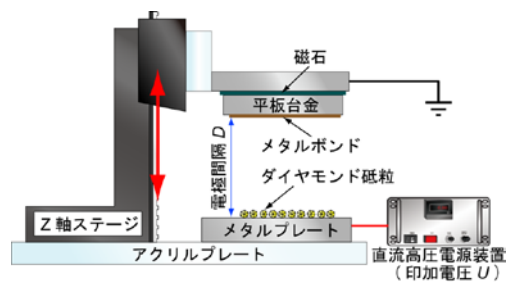 磁石
平板台金
メタルボンド
電極間隔 D
ダイヤモンド砥粒
Z 軸ステージ
メタルプレート
アクリルプレート
直流高圧電源装置
（印加電圧 U）